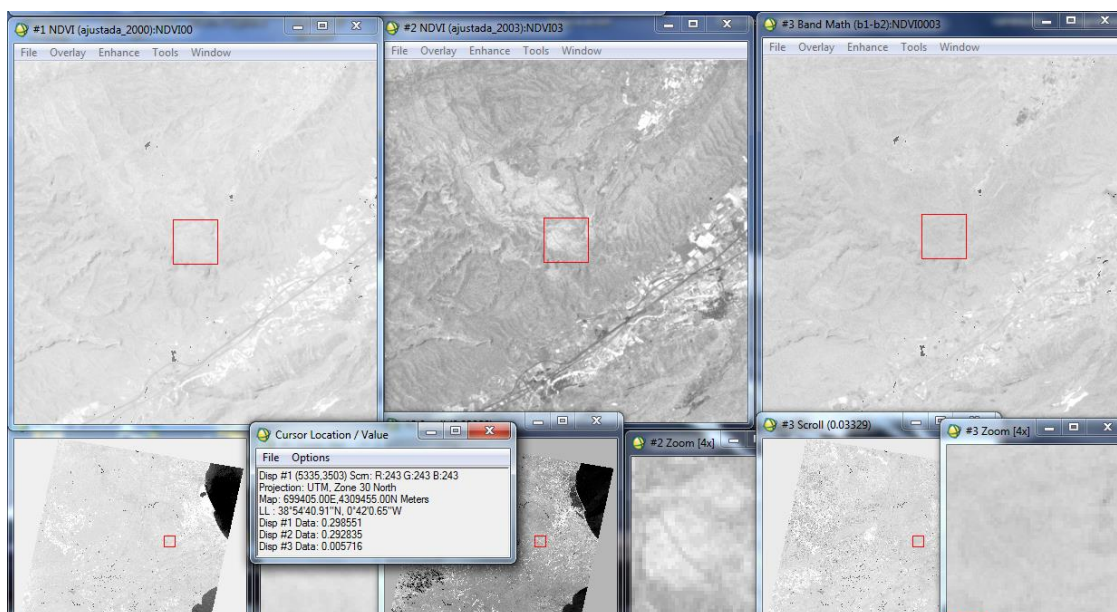 #1 NDVI (ajustada_2000):NDVI00
File Overlay Enhance Tools Window
#2 NDVI (ajustada_2003):NDVI03
File Overlay Enhance Tools Window
#3 Band Math (b1-b2):NDVI0003
File Overlay Enhance Tools Window
Cursor Location / Value
File Options
Disp #1 (5335,3503) Scrn: R:243 G:243 B:243
Projection: UTM, Zone 30 North
Map: 699405.00E,4309455.00N Meters
LL : 38°54'40.91"N, 0°42'0.65"W
Disp #1 Data: 0.298551
Disp #2 Data: 0.292835
Disp #3 Data: 0.005716
#2 Zoom [4x]
#3 Scroll (0.03329)
#3 Zoom [4x]